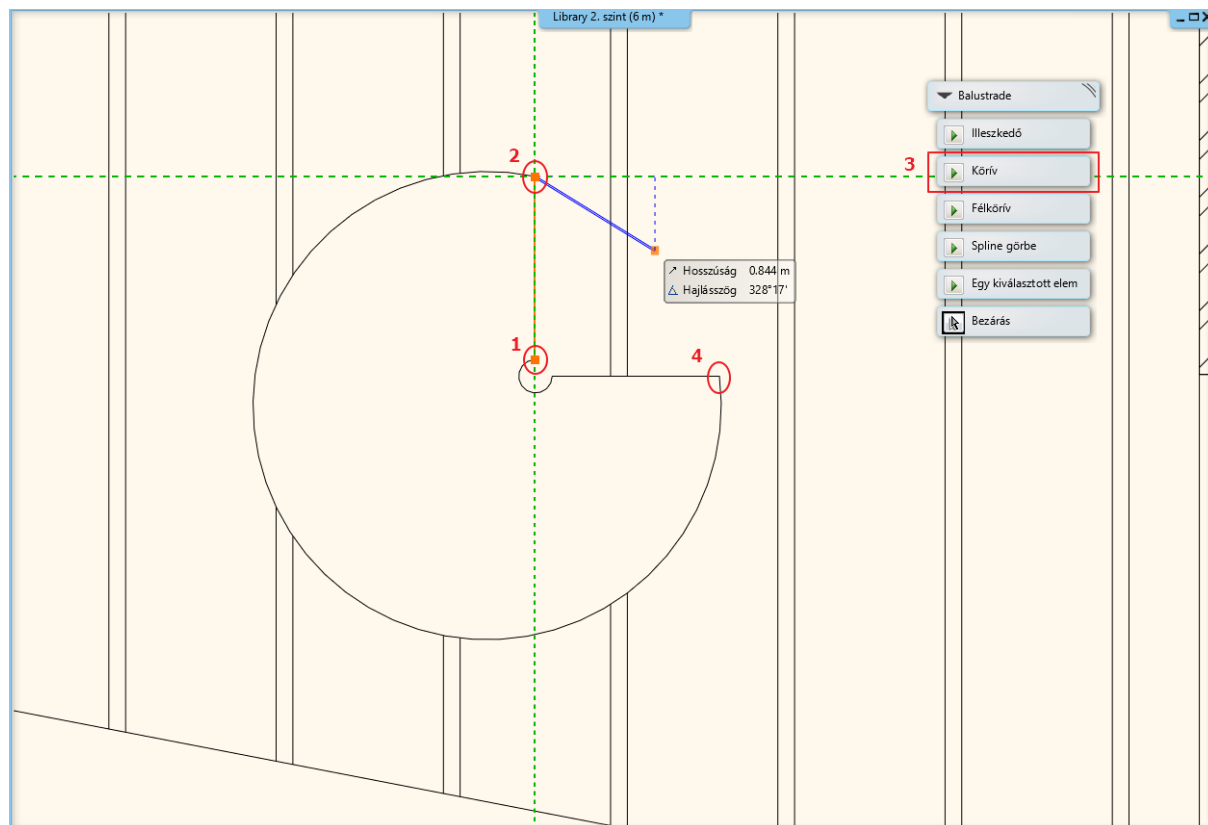 Library 2. szint (6 m) *
Balustrade
Illeszkedő
2
3
Körív
Félkörív
Spline görbe
Hosszúság 0.844 m
Hajlásszög 328°17'
Egy kiválasztott elem
Bezárás
1
4